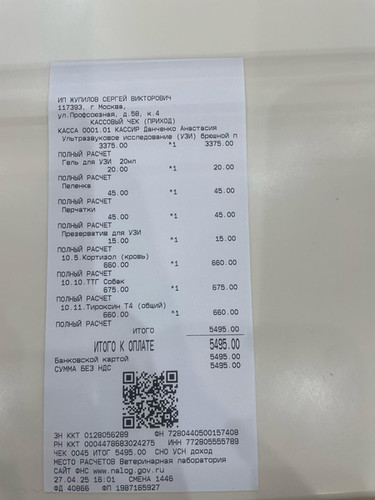 ИП ЖУПИЛОВ СЕРГЕЙ ВИКТОРОВИЧ
117393, г Москва,
ул.Профсоюзная, д.58, к.4
КАССОВЫЙ ЧЕК (ПРИХОД)
КАССА 0001.01 КАССИР Данченко Анастасия
Ультразвуковое исследование (УЗИ) брюшной п
3375.00 *1 3375.00
ПОЛНЫЙ РАСЧЕТ
Гель для УЗИ 20мл
20.00 *1 20.00
ПОЛНЫЙ РАСЧЕТ
Пеленка
45.00 *1 45.00
ПОЛНЫЙ РАСЧЕТ
Перчатки
45.00 *1 45.00
ПОЛНЫЙ РАСЧЕТ
Презерватив для УЗИ
15.00 *1 15.00
ПОЛНЫЙ РАСЧЕТ
10.5.Кортизол (кровь)
660.00 *1 660.00
ПОЛНЫЙ РАСЧЕТ
10.10.ТТГ Собак
675.00 *1 675.00
ПОЛНЫЙ РАСЧЕТ
10.11.Тироксин Т4 (общий)
660.00 *1 660.00
ПОЛНЫЙ РАСЧЕТ
ИТОГО 5495.00
ИТОГО К ОПЛАТЕ 5495.00
Банковской картой 5495.00
СУММА БЕЗ НДС 5495.00
ЗН ККТ 0128056289 ФН 7280440500157408
РН ККТ 0004478683024275 ИНН 772805555789
ЧЕК 0045 ИТОГ 5495.00 СНО УСН доход
МЕСТО РАСЧЕТОВ Ветеринарная лаборатория
САЙТ ФНС www.nalog.gov.ru
27.04.25 16:01 СМЕНА 1446
ФД 40866 ФП 1987165927